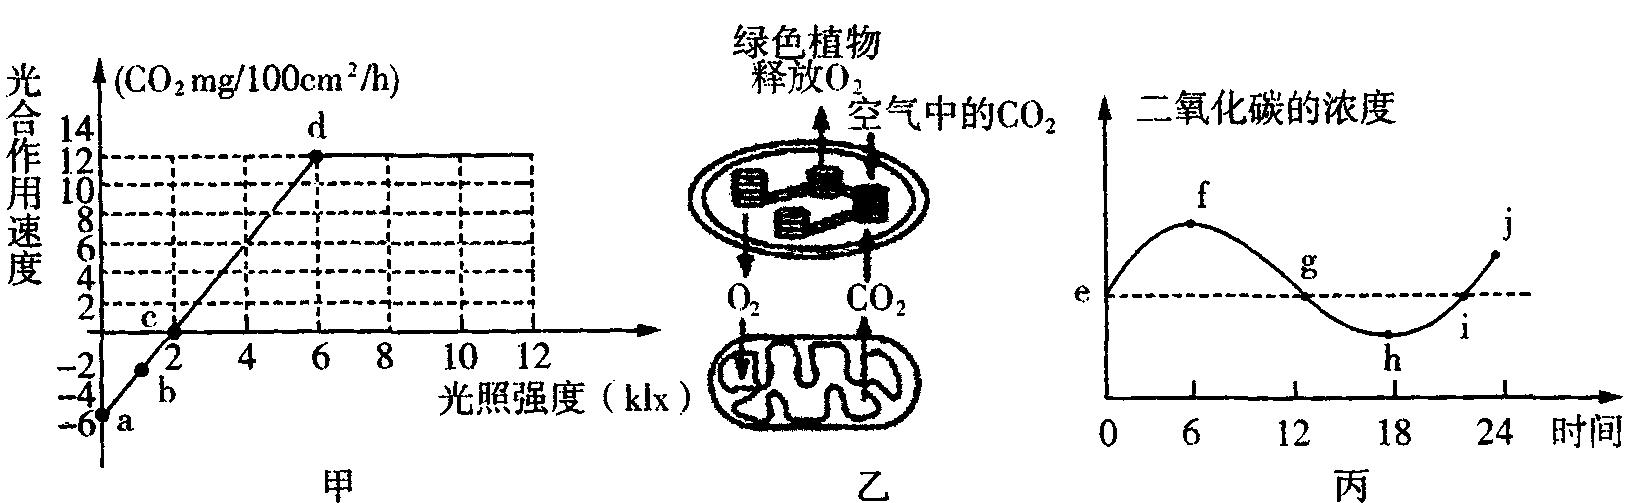 光合作用速度
(CO₂mg/100cm²/h)
14
12
10
8
6
4
2
-2
-4
-6
a
b
c
d
2 4 6 8 10 12
光照强度（klx）
甲
绿色植物
释放O₂
空气中的CO₂
O₂ CO₂
乙
二氧化碳的浓度
e
f
g
h
i
j
0 6 12 18 24 时间
丙